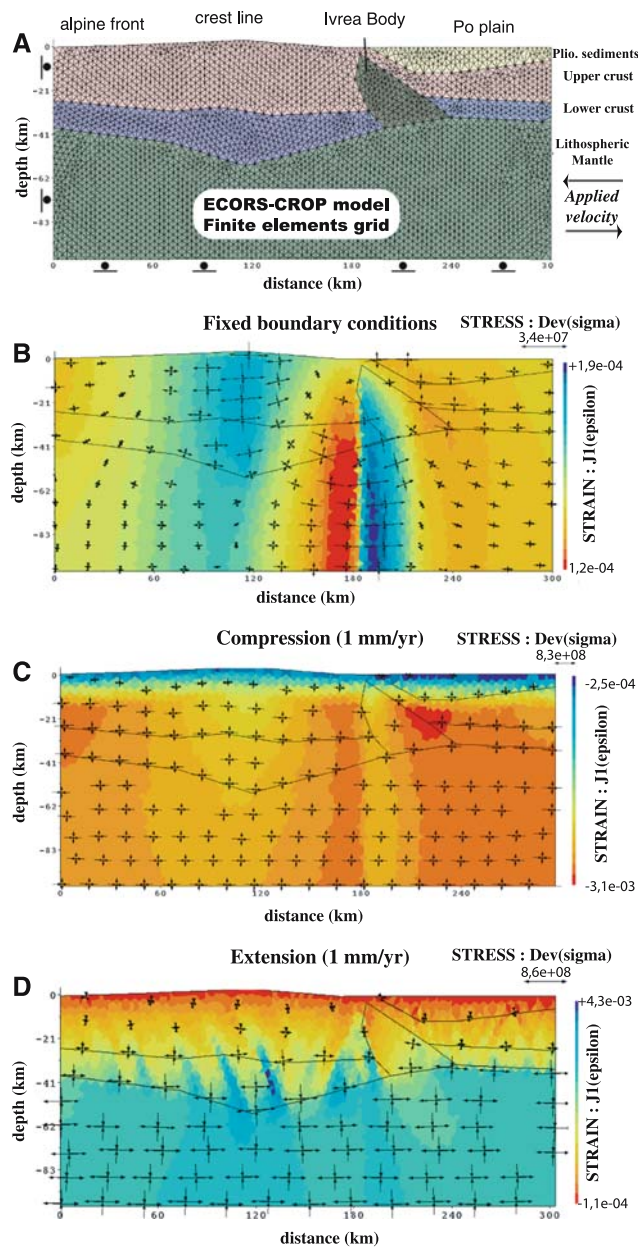 alpine front crest line Ivrea Body Po plain
A
0
-21
-41
-62
-83
depth (km)
Plio. sediments
Upper crust
Lower crust
Lithospheric
Mantle
Applied
velocity
ECORS-CROP model
Finite elements grid
0 60 120 180 240 30
distance (km)
Fixed boundary conditions
STRESS : Dev(sigma)
3,4e+07
B
0
-21
-41
-62
-83
depth (km)
+1,9e-04
STRAIN : J1(epsilon)
1,2e-04
0 60 120 180 240 300
distance (km)
Compression (1 mm/yr)
STRESS : Dev(sigma)
8,3e+08
C
0
-21
-41
-62
-83
depth (km)
-2,5e-04
STRAIN : J1(epsilon)
-3,1e-03
0 60 120 180 240
distance (km)
Extension (1 mm/yr)
STRESS : Dev(sigma)
8,6e+08
D
0
-21
-41
-62
-83
depth (km)
+4,3e-03
STRAIN : J1(epsilon)
-1,1e-04
0 60 120 180 240 300
distance (km)